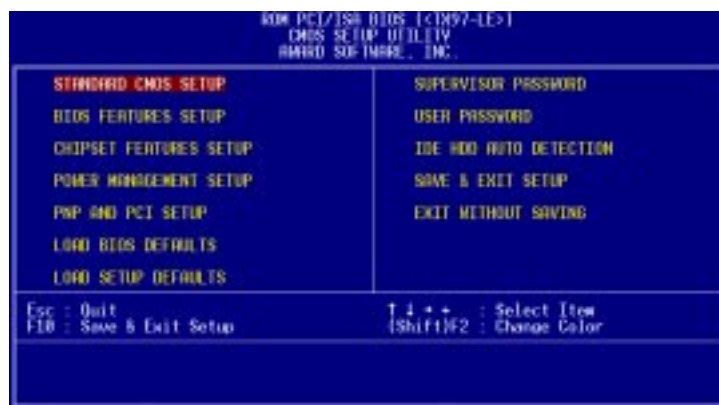 ROM PCI/ISA BIOS (<TX97-LE>)
CMOS SETUP UTILITY
AWARD SOFTWARE, INC.
STANDARD CMOS SETUP
BIOS FEATURES SETUP
CHIPSET FEATURES SETUP
POWER MANAGEMENT SETUP
PNP AND PCI SETUP
LOAD BIOS DEFAULTS
LOAD SETUP DEFAULTS
SUPERVISOR PASSWORD
USER PASSWORD
IDE HDD AUTO DETECTION
SAVE & EXIT SETUP
EXIT WITHOUT SAVING
Esc : Quit
F10 : Save & Exit Setup
↑ ↓ → ← : Select Item
(Shift)F2 : Change Color